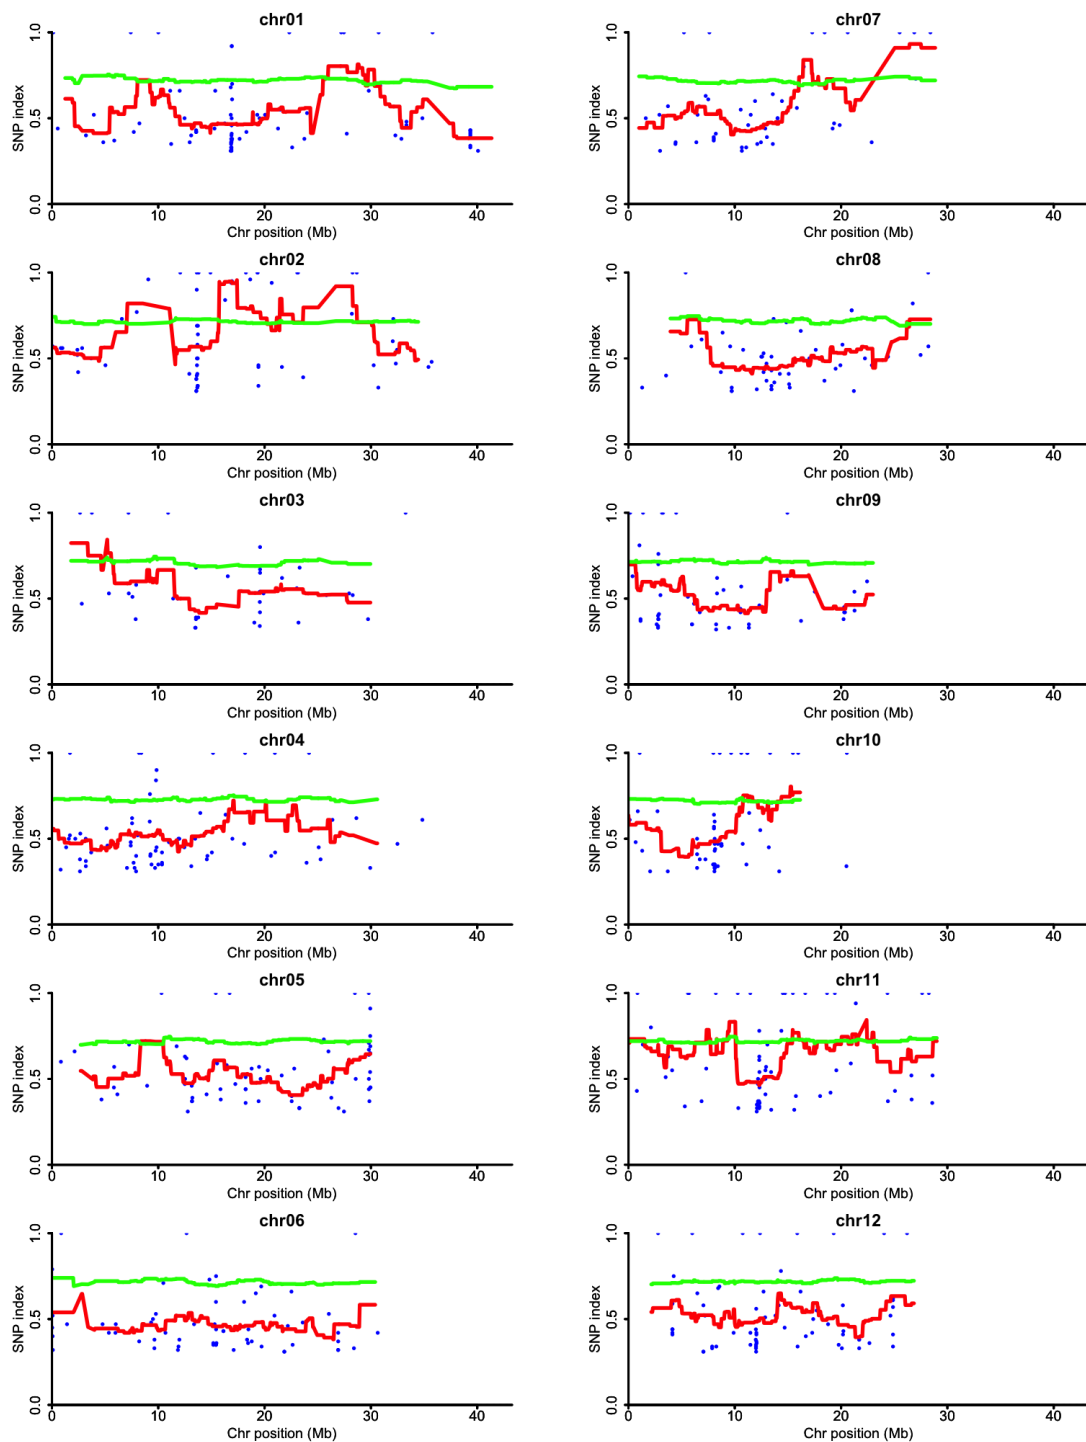 chr01
SNP index
1.0
0.5
0.0
0 10 20 30 40
Chr position (Mb)
chr07
SNP index
1.0
0.5
0.0
0 10 20 30 40
Chr position (Mb)
chr02
SNP index
1.0
0.5
0.0
0 10 20 30 40
Chr position (Mb)
chr08
SNP index
1.0
0.5
0.0
0 10 20 30 40
Chr position (Mb)
chr03
SNP index
1.0
0.5
0.0
0 10 20 30 40
Chr position (Mb)
chr09
SNP index
1.0
0.5
0.0
0 10 20 30 40
Chr position (Mb)
chr04
SNP index
1.0
0.5
0.0
0 10 20 30 40
Chr position (Mb)
chr10
SNP index
1.0
0.5
0.0
0 10 20 30 40
Chr position (Mb)
chr05
SNP index
1.0
0.5
0.0
0 10 20 30 40
Chr position (Mb)
chr11
SNP index
1.0
0.5
0.0
0 10 20 30 40
Chr position (Mb)
chr06
SNP index
1.0
0.5
0.0
0 10 20 30 40
Chr position (Mb)
chr12
SNP index
1.0
0.5
0.0
0 10 20 30 40
Chr position (Mb)